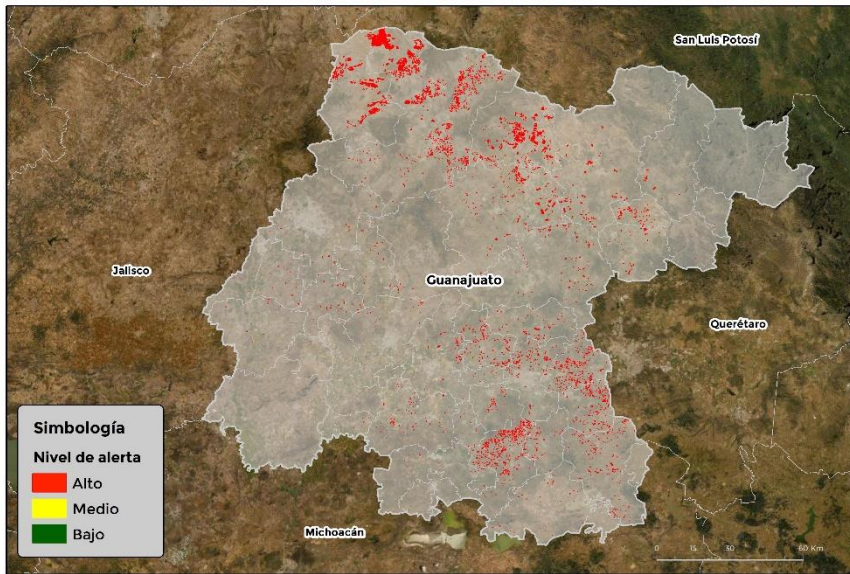 San Luis Potosí
Jalisco
Guanajuato
Querétaro
Michoacán
Simbología
Nivel de alerta
Alto
Medio
Bajo
0 15 30 60 Km